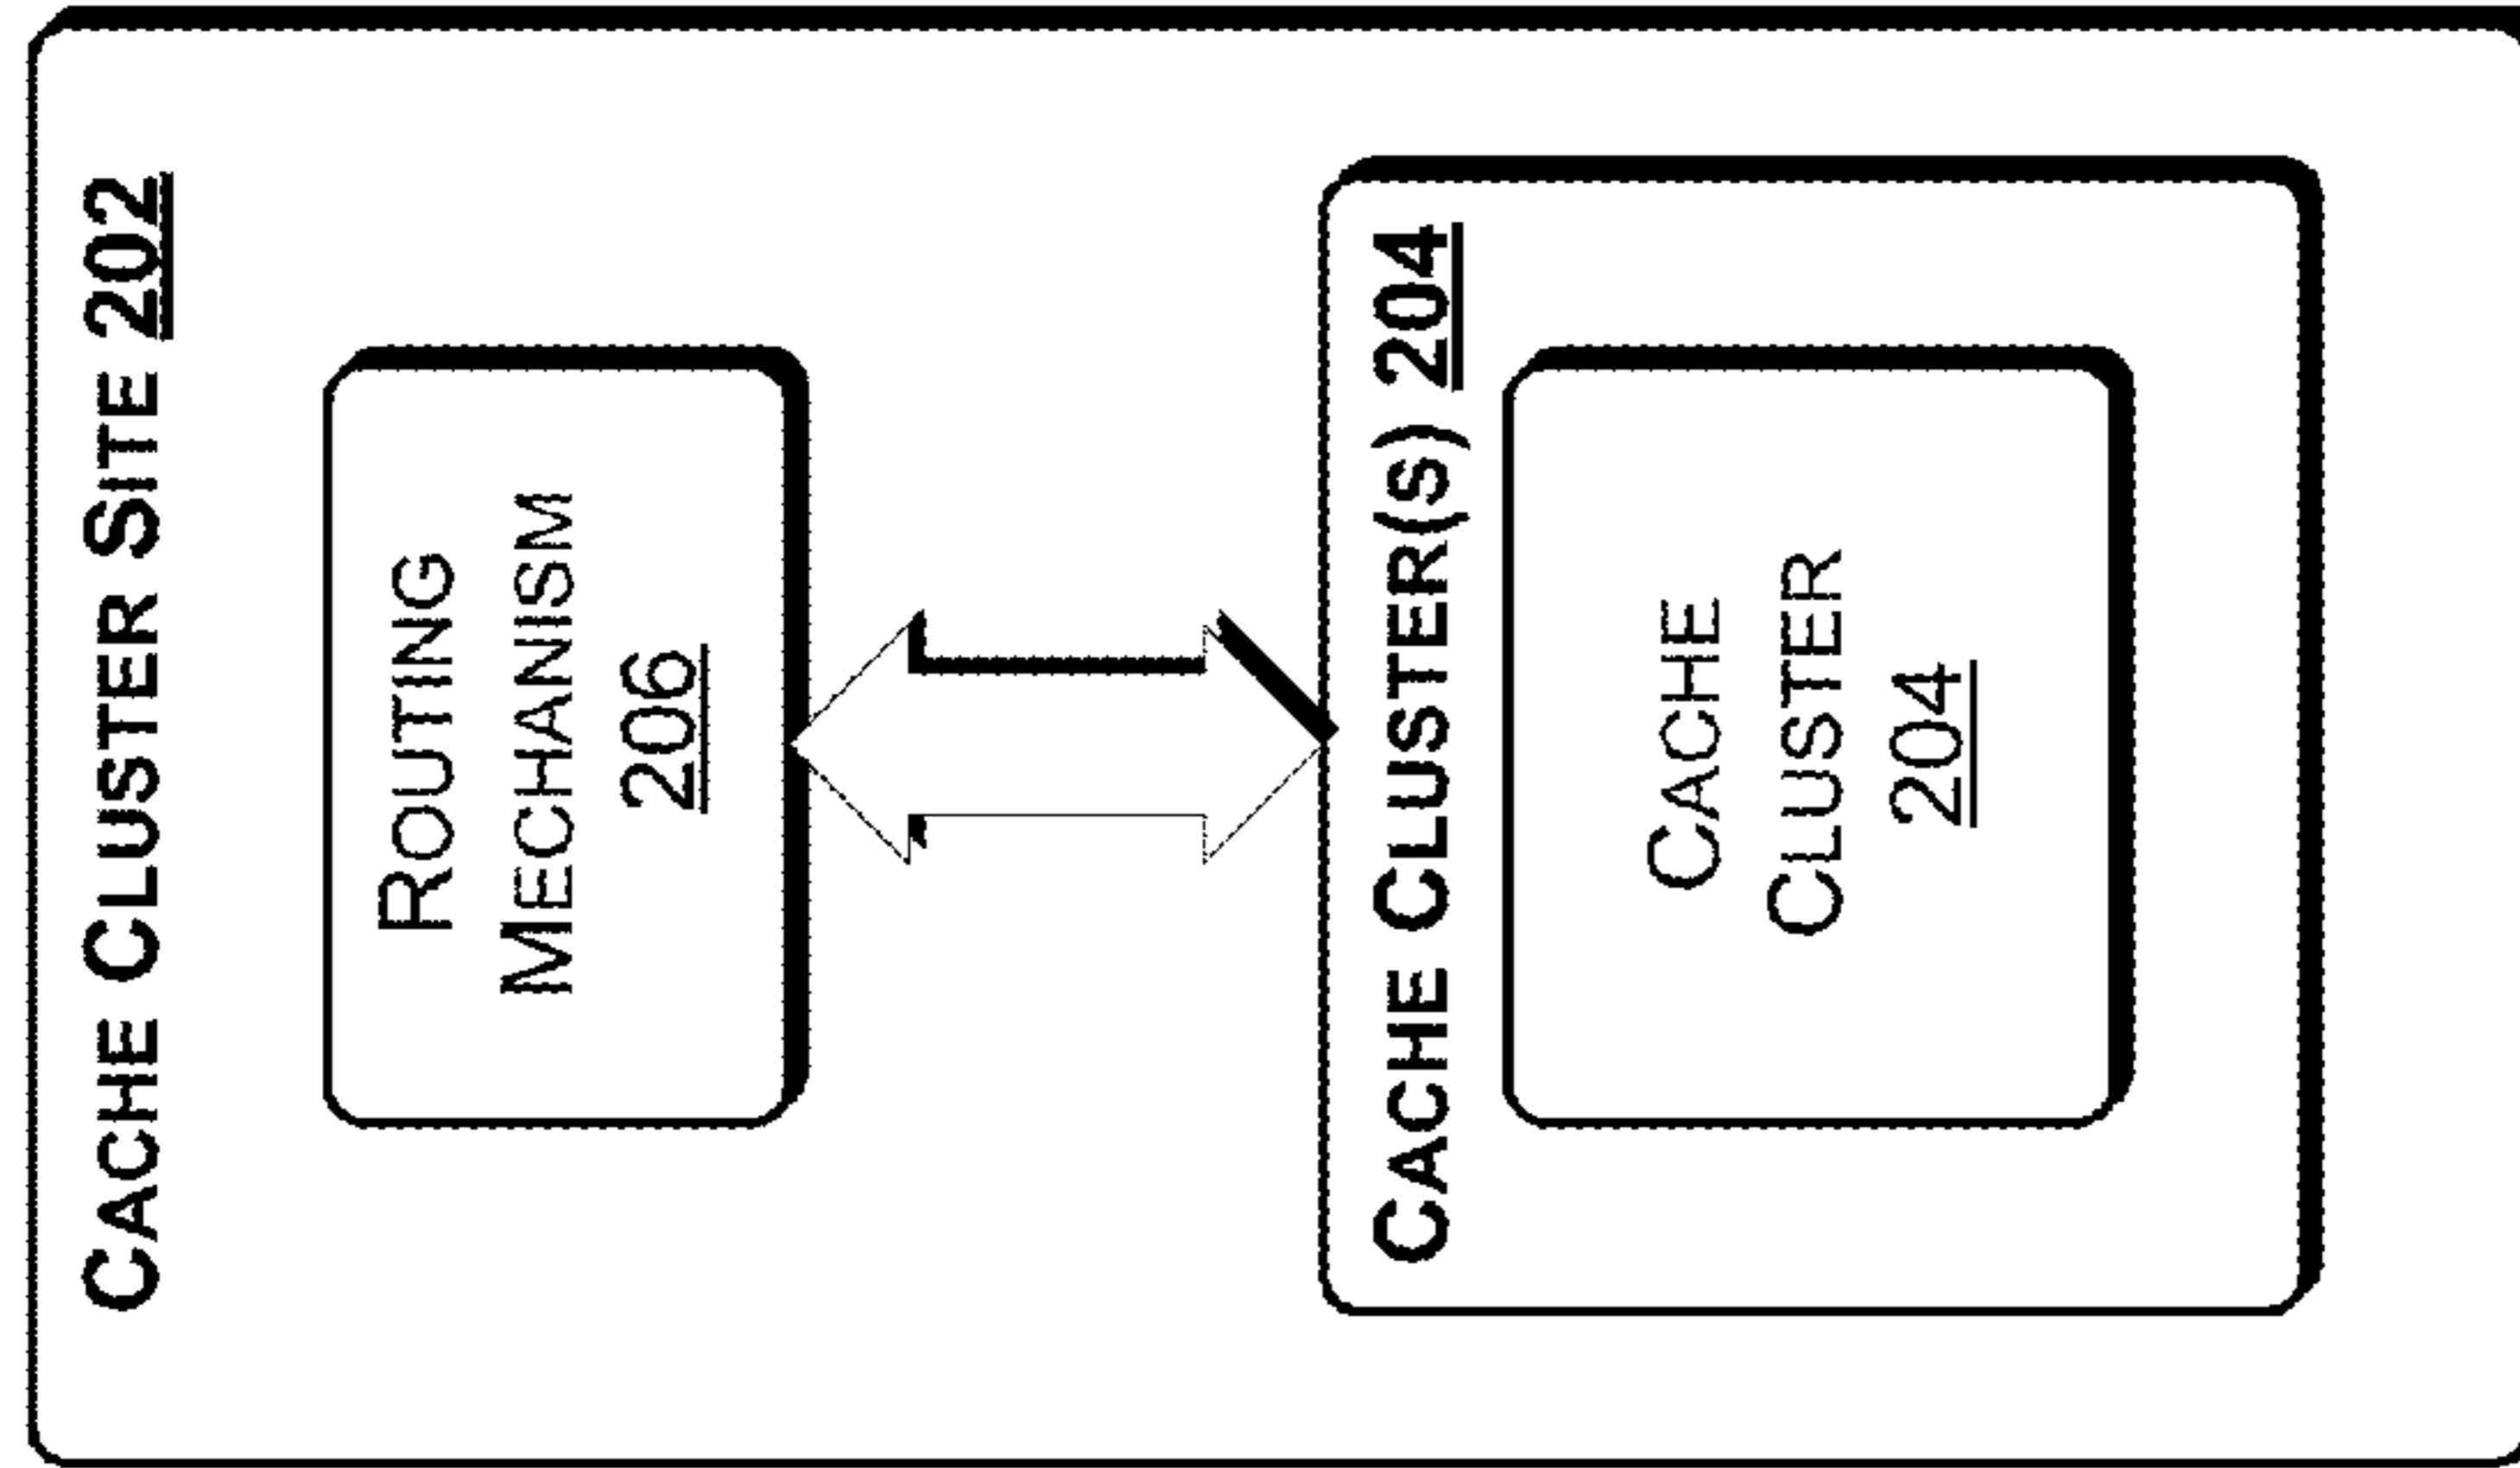 CACHE CLUSTER SITE 202
ROUTING
MECHANISM
206
CACHE CLUSTER(S) 204
CACHE
CLUSTER
204